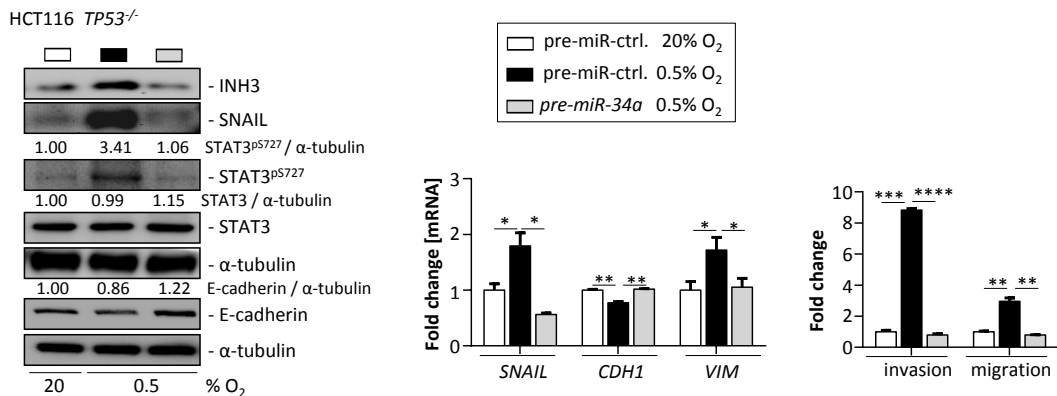 HCT116 TP53-/-
- INH3
- SNAIL
1.00 3.41 1.06 STAT3pS727 / α-tubulin
- STAT3pS727
1.00 0.99 1.15 STAT3 / α-tubulin
- STAT3
- α-tubulin
1.00 0.86 1.22 E-cadherin / α-tubulin
- E-cadherin
- α-tubulin
20 0.5 % O2
pre-miR-ctrl. 20% O2
pre-miR-ctrl. 0.5% O2
pre-miR-34a 0.5% O2
Fold change [mRNA]
3
2
1
0
* *
** **
* *
SNAIL CDH1 VIM
Fold change
10
8
6
4
2
0
*** ****
** **
invasion migration